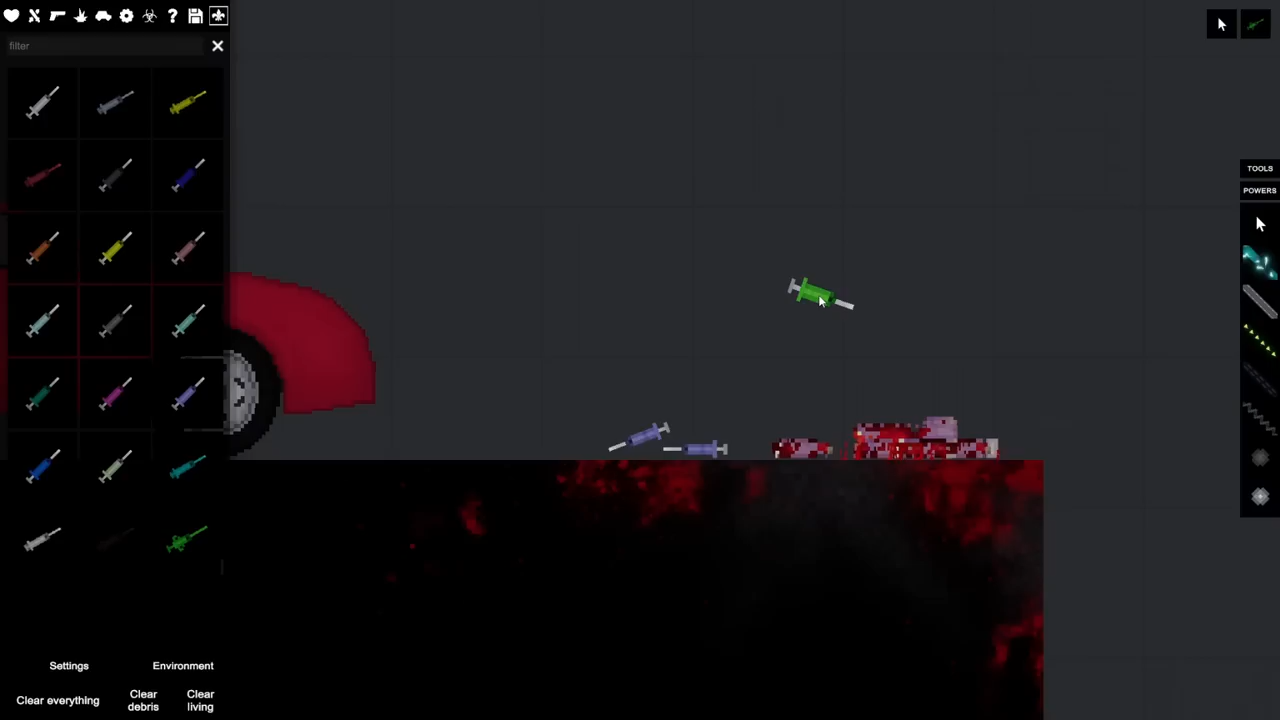 filter
TOOLS
POWERS
Settings
Environment
Clear everything
Clear
debris
Clear
living